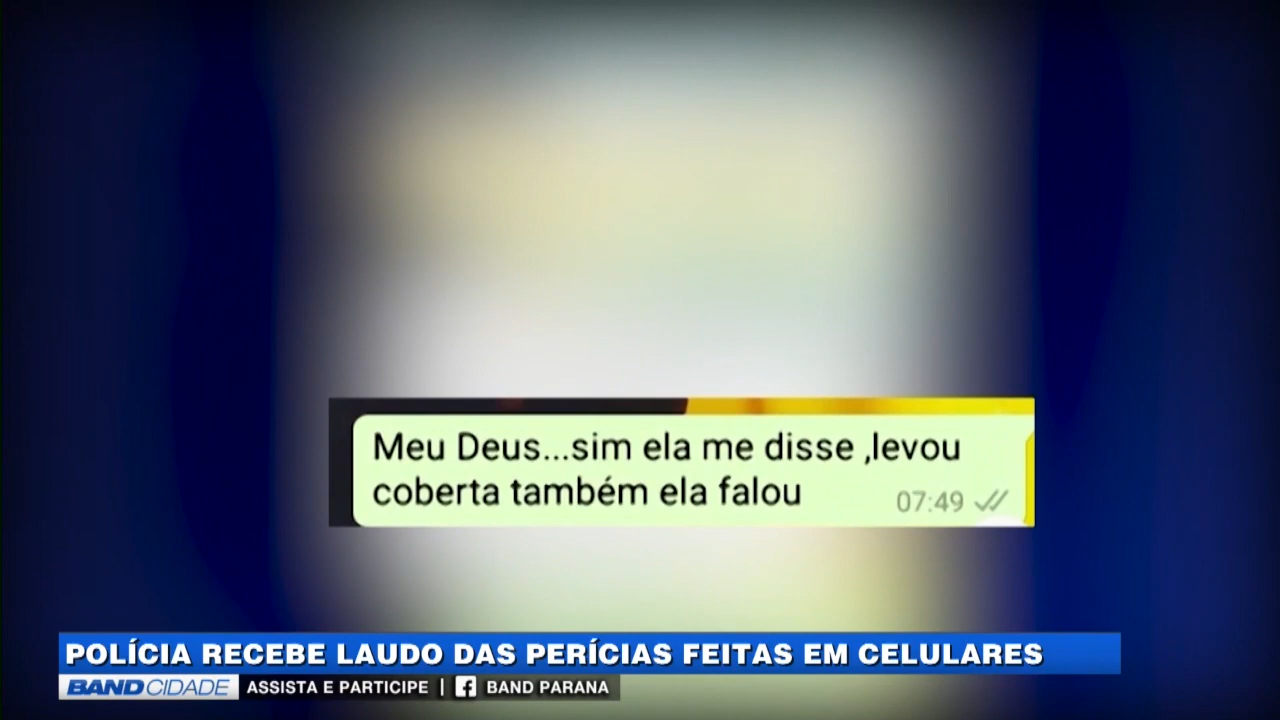 Meu Deus...sim ela me disse ,levou
coberta também ela falou
07:49
POLÍCIA RECEBE LAUDO DAS PERÍCIAS FEITAS EM CELULARES
BAND CIDADE ASSISTA E PARTICIPE | BAND PARANA